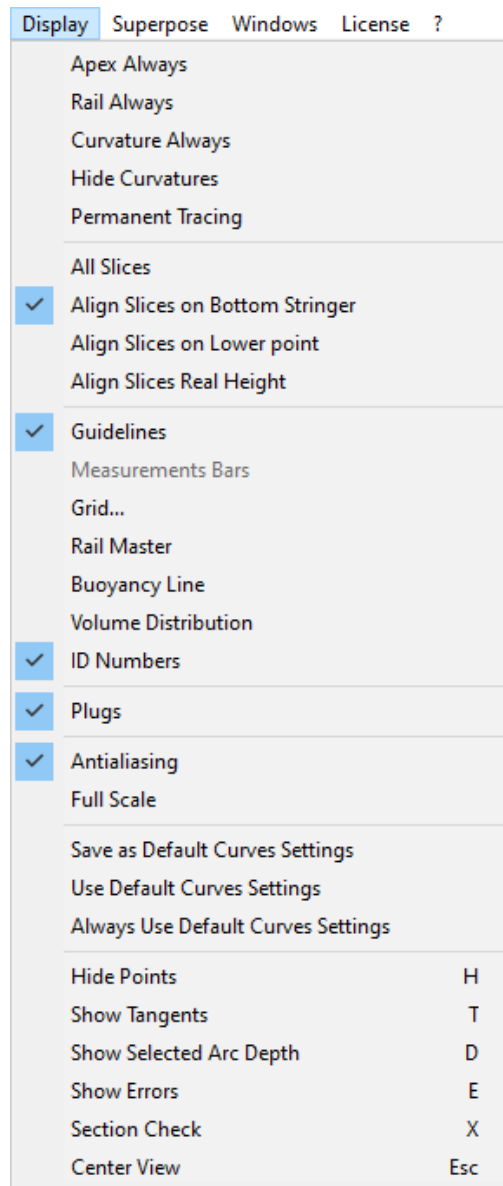 Display Superpose Windows License ?
Apex Always
Rail Always
Curvature Always
Hide Curvatures
Permanent Tracing
All Slices
Align Slices on Bottom Stringer
Align Slices on Lower point
Align Slices Real Height
Guidelines
Measurements Bars
Grid...
Rail Master
Buoyancy Line
Volume Distribution
ID Numbers
Plugs
Antialiasing
Full Scale
Save as Default Curves Settings
Use Default Curves Settings
Always Use Default Curves Settings
Hide Points H
Show Tangents T
Show Selected Arc Depth D
Show Errors E
Section Check X
Center View Esc